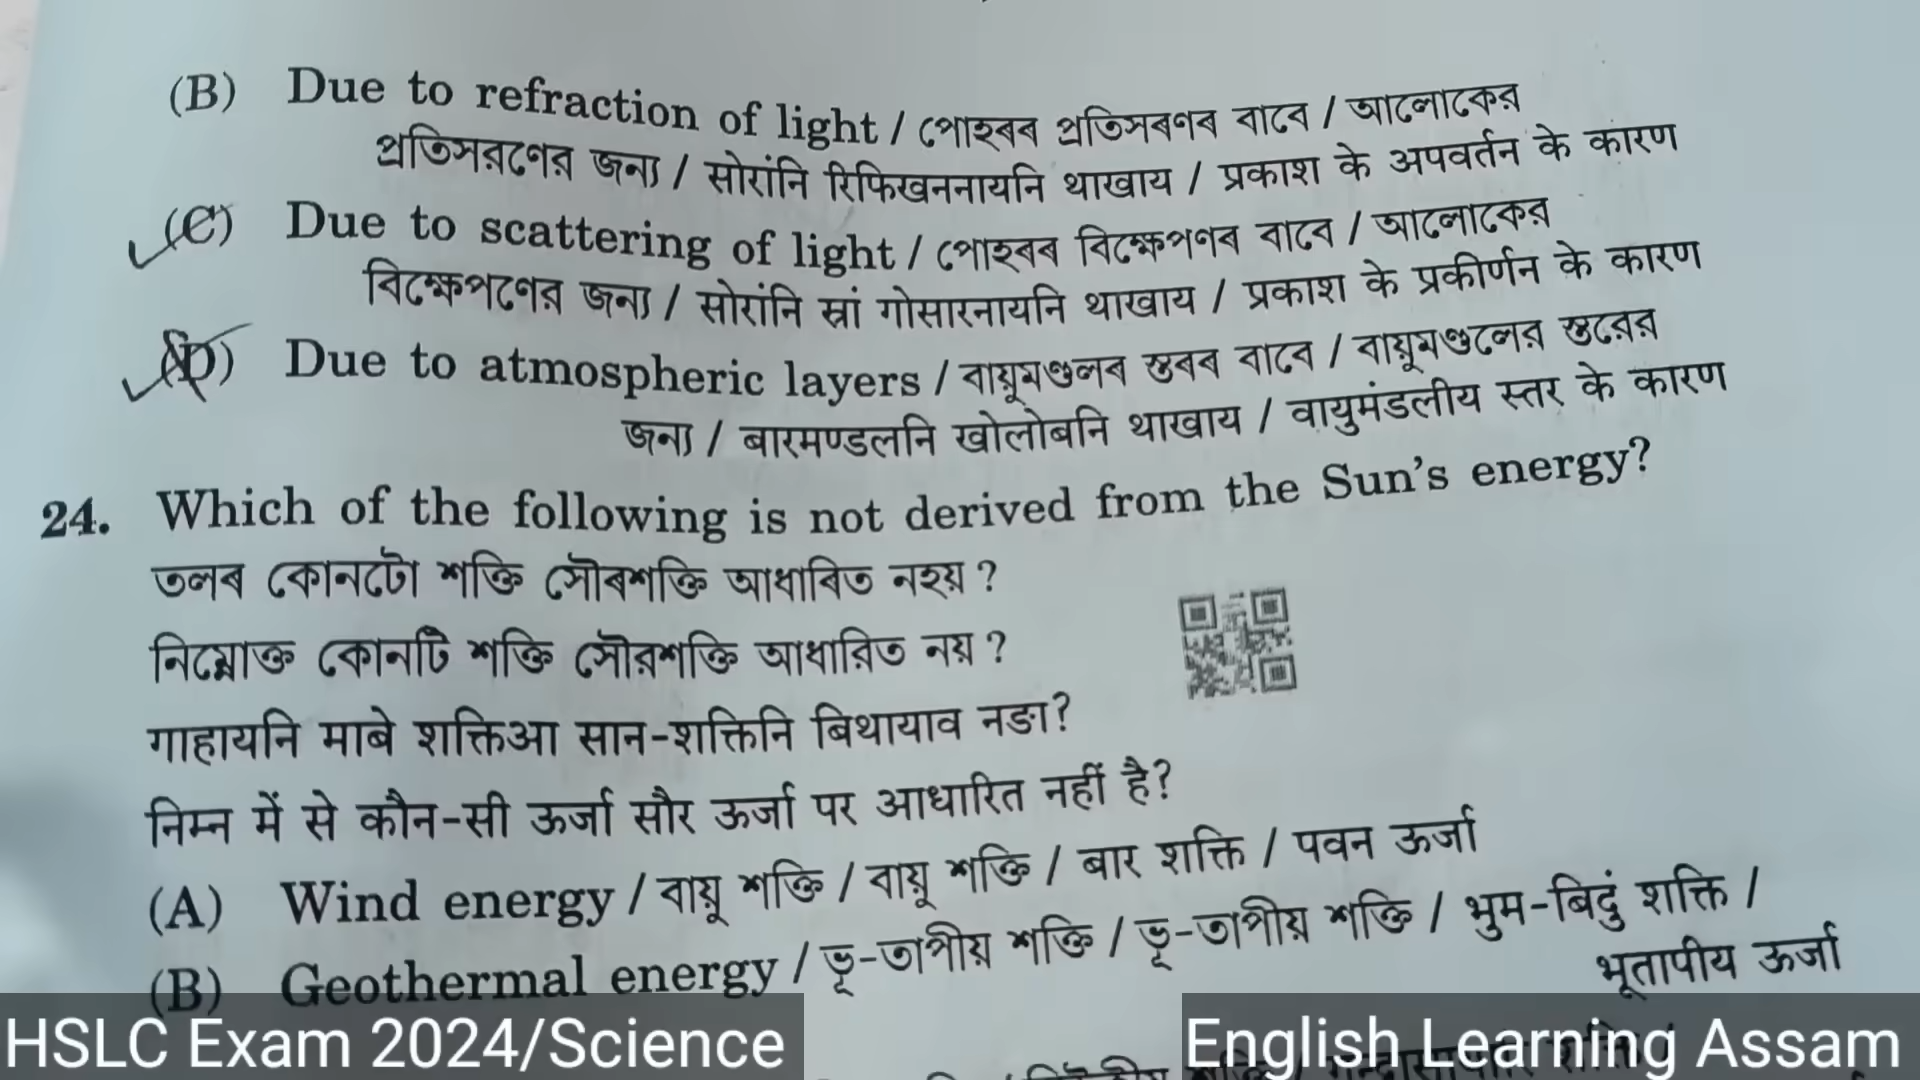 (B) Due to refraction of light / পোহৰৰ প্ৰতিসৰণৰ বাবে / আলোকের
প্রতিসরণের জন্য / सोरांनि रिफिखननायनि थाखाय / प्रकाश के अपवर्तन के कारण
(C) Due to scattering of light / পোহৰৰ বিক্ষেপণৰ বাবে / আলোকের
বিক্ষেপণের জন্য / सोरांनि स्रां गोसारनायनि थाखाय / प्रकाश के प्रकीर्णन के कारण
(D) Due to atmospheric layers / বায়ুমণ্ডলৰ স্তৰৰ বাবে / বায়ুমণ্ডলের স্তরের
জন্য / बारमण्डलनि खोलोबनि थाखाय / वायुमंडलीय स्तर के कारण
24. Which of the following is not derived from the Sun's energy?
তলৰ কোনটো শক্তি সৌৰশক্তি আধাৰিত নহয় ?
নিম্নোক্ত কোনটি শক্তি সৌরশক্তি আধারিত নয় ?
गाहायनि माबे शक्तिआ सान-शक्तिनि बिथायाव नङा?
निम्न में से कौन-सी ऊर्जा सौर ऊर्जा पर आधारित नहीं है?
(A) Wind energy / বায়ু শক্তি / বায়ু শক্তি / बार शक्ति / पवन ऊर्जा
(B) Geothermal energy / ভূ-তাপীয় শক্তি / ভূ-তাপীয় শক্তি / भुम-बिदुं शक्ति /
भूतापीय ऊर्जा
HSLC Exam 2024/Science
English Learning Assam